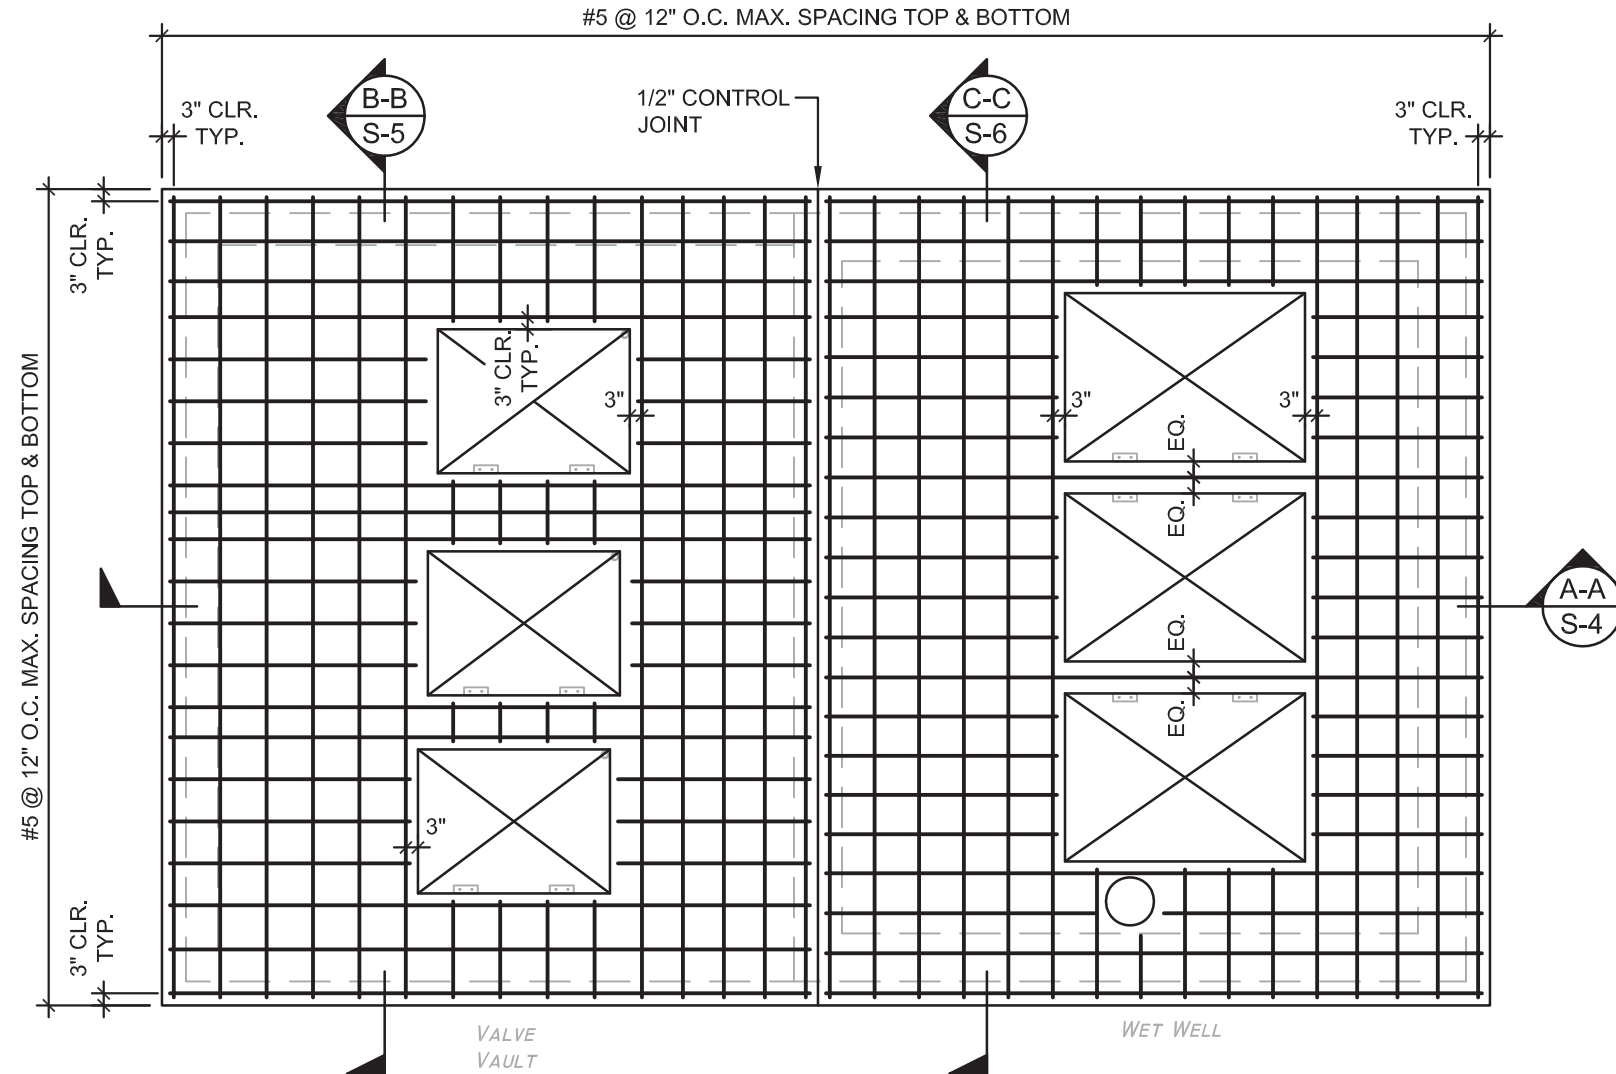 #5 @ 12" O.C. MAX. SPACING TOP & BOTTOM
3" CLR.
TYP.
B-B
S-5
1/2" CONTROL
JOINT
C-C
S-6
3" CLR.
TYP.
3" CLR.
TYP.
#5 @ 12" O.C. MAX. SPACING TOP & BOTTOM
3" CLR.
TYP.
3"
3"
3"
EQ.
EQ.
EQ.
EQ.
A-A
S-4
3"
3" CLR.
TYP.
VALVE
VAULT
WET WELL